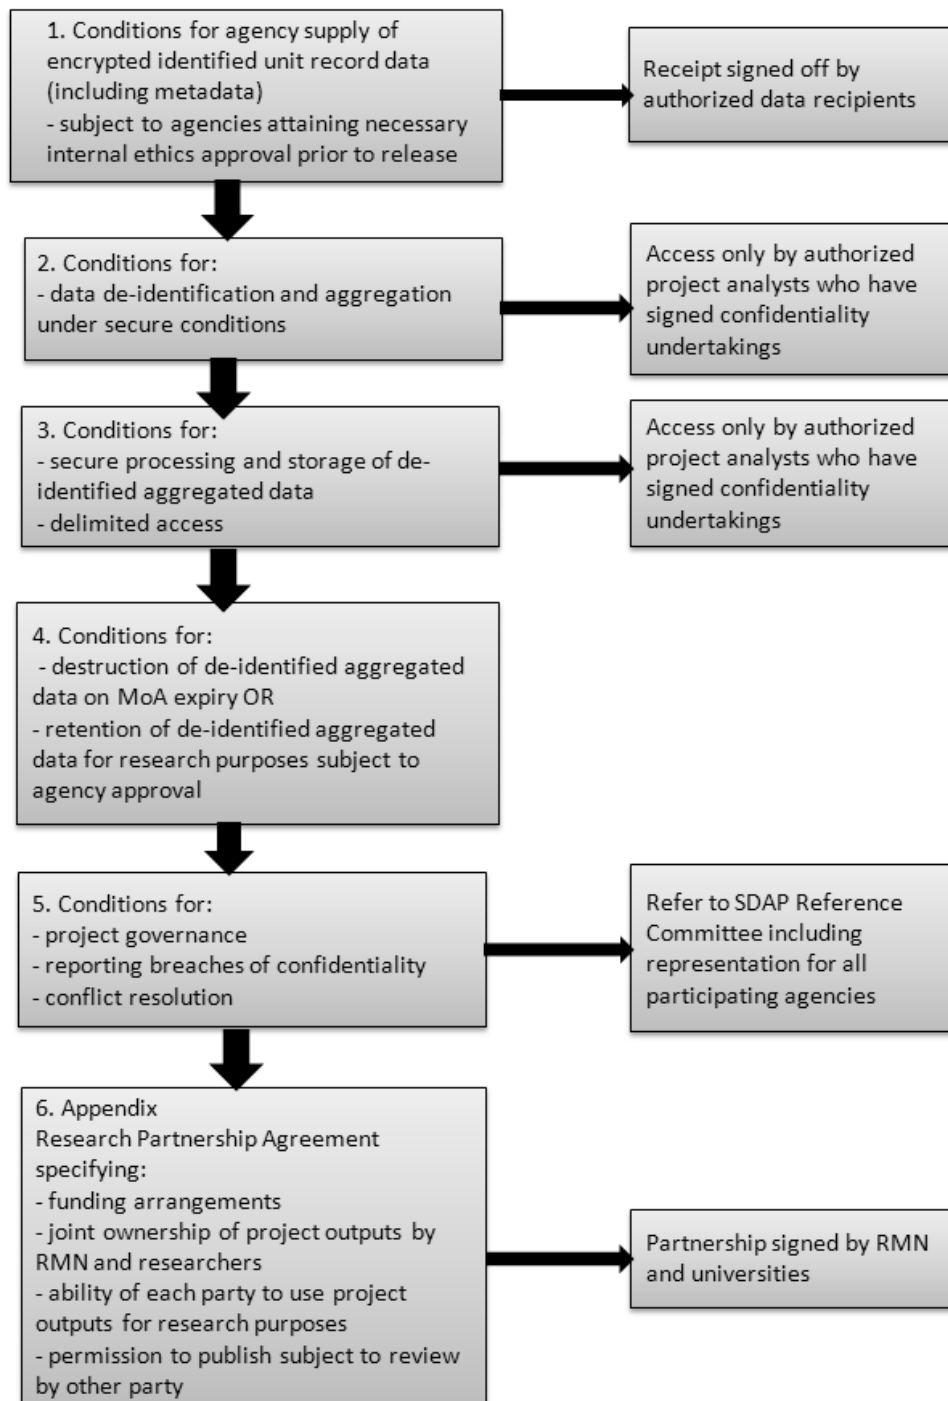 1. Conditions for agency supply of
encrypted identified unit record data
(including metadata)
- subject to agencies attaining necessary
internal ethics approval prior to release
Receipt signed off by
authorized data recipients
2. Conditions for:
- data de-identification and aggregation
under secure conditions
Access only by authorized
project analysts who have
signed confidentiality
undertakings
3. Conditions for:
- secure processing and storage of de-
identified aggregated data
- delimited access
Access only by authorized
project analysts who have
signed confidentiality
undertakings
4. Conditions for:
- destruction of de-identified aggregated
data on MoA expiry OR
- retention of de-identified aggregated
data for research purposes subject to
agency approval
5. Conditions for:
- project governance
- reporting breaches of confidentiality
- conflict resolution
Refer to SDAP Reference
Committee including
representation for all
participating agencies
6. Appendix
Research Partnership Agreement
specifying:
- funding arrangements
- joint ownership of project outputs by
RMN and researchers
- ability of each party to use project
outputs for research purposes
- permission to publish subject to review
by other party
Partnership signed by RMN
and universities